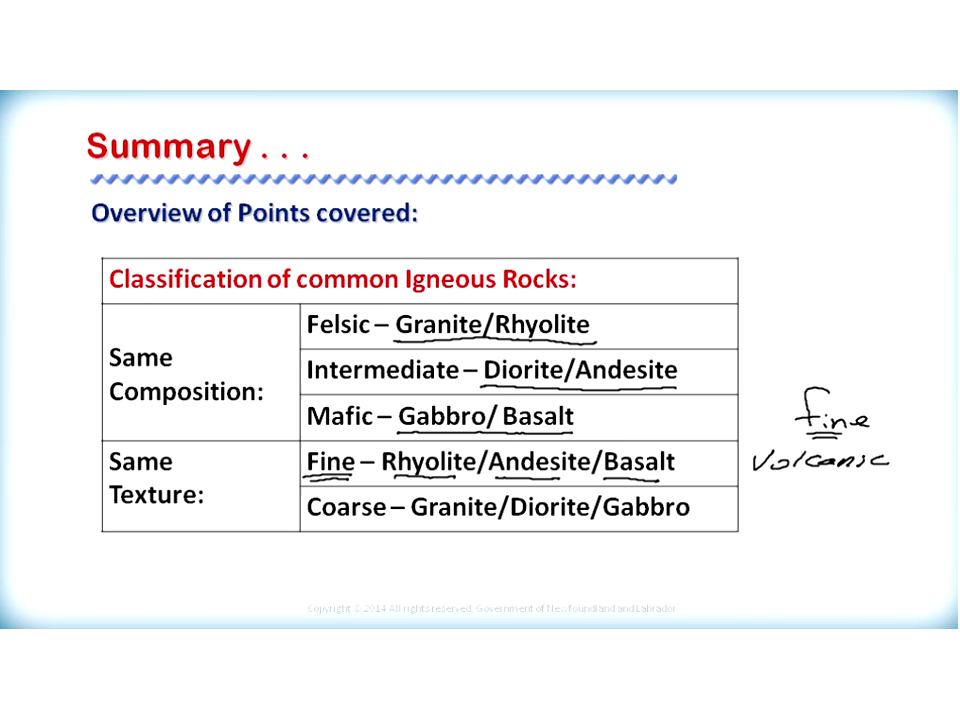 Summary . . .
Overview of Points covered:
Classification of common Igneous Rocks:
Same
Composition:
Felsic – Granite/Rhyolite
Intermediate – Diorite/Andesite
Mafic – Gabbro/ Basalt
Same
Texture:
Fine – Rhyolite/Andesite/Basalt
Coarse – Granite/Diorite/Gabbro
fine
volcanic
Copyright © 2014 All rights reserved, Government of Newfoundland and Labrador